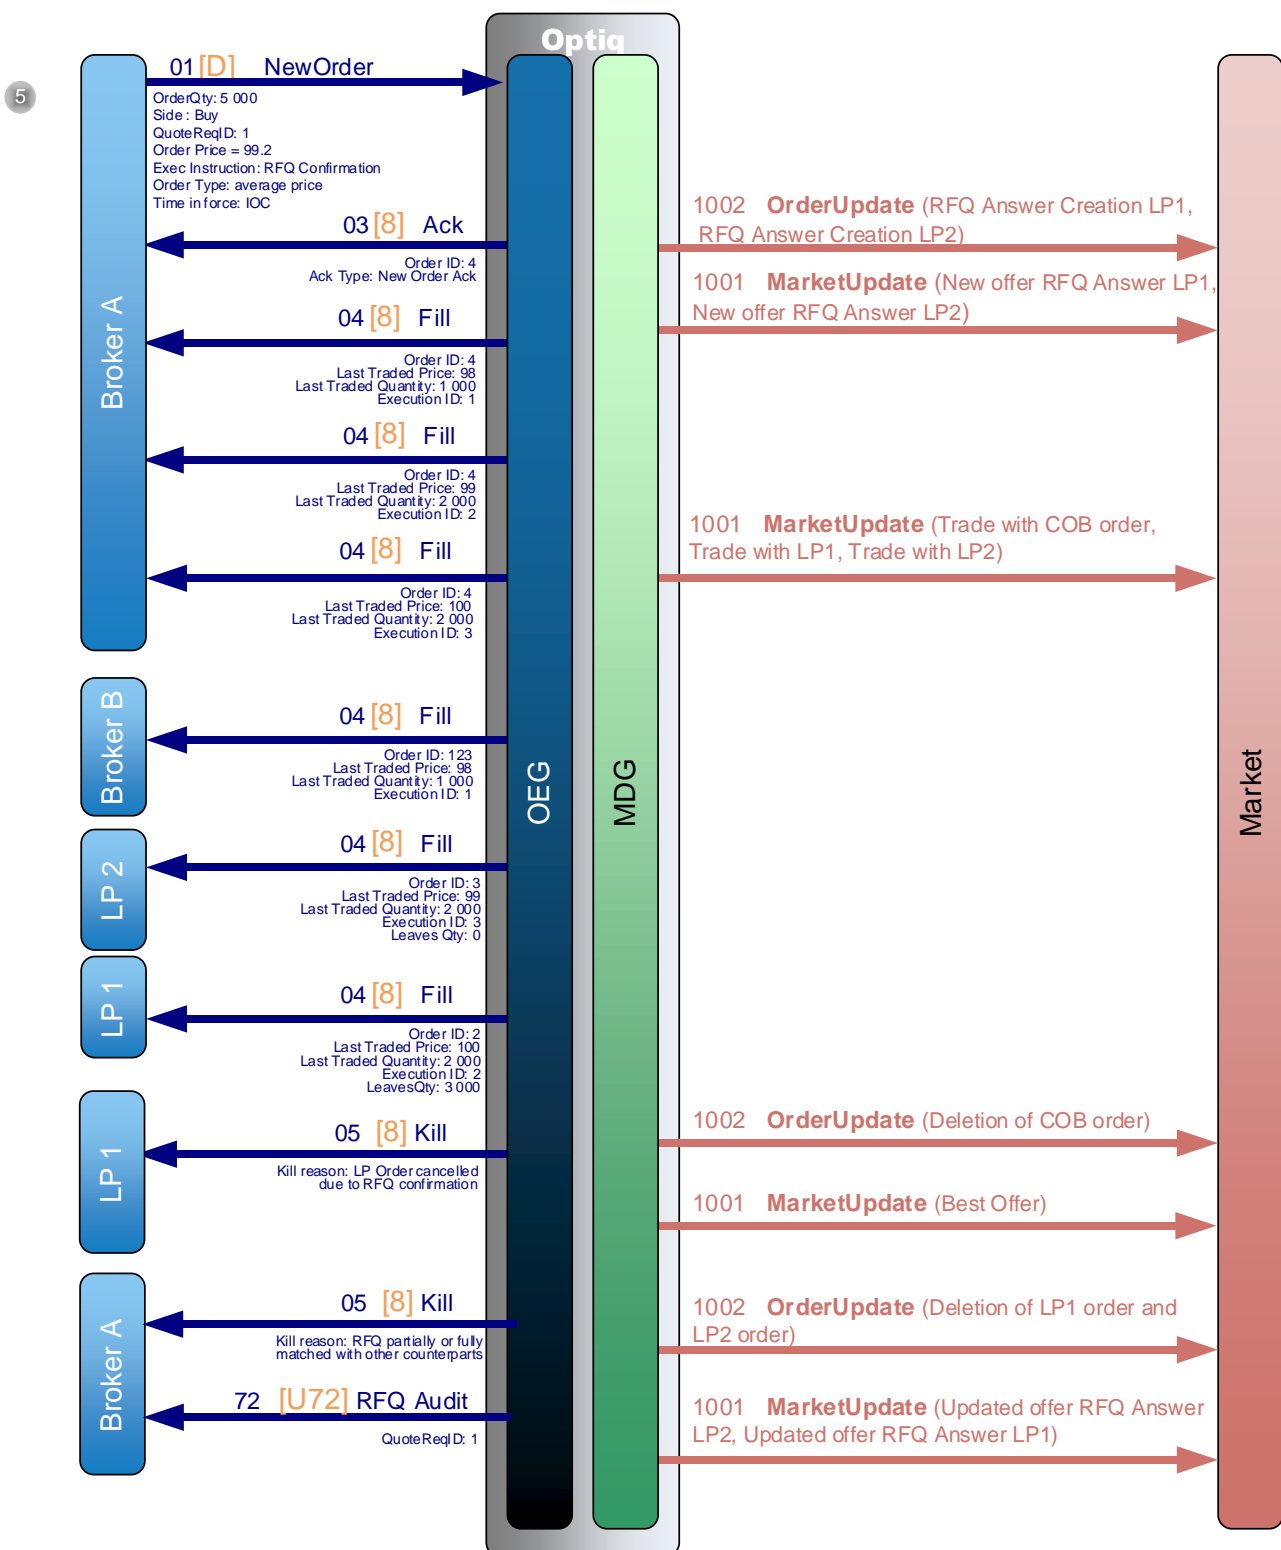 Optiq
5
01 [D] NewOrder
OrderQty: 5 000
Side : Buy
QuoteReqID: 1
Order Price = 99.2
Exec Instruction: RFQ Confirmation
Order Type: average price
Time in force: IOC
03 [8] Ack
Order ID: 4
Ack Type: New Order Ack
04 [8] Fill
Order ID: 4
Last Traded Price: 98
Last Traded Quantity: 1 000
Execution ID: 1
04 [8] Fill
Order ID: 4
Last Traded Price: 99
Last Traded Quantity: 2 000
Execution ID: 2
04 [8] Fill
Order ID: 4
Last Traded Price: 100
Last Traded Quantity: 2 000
Execution ID: 3
Broker A
Broker B
04 [8] Fill
Order ID: 123
Last Traded Price: 98
Last Traded Quantity: 1 000
Execution ID: 1
LP 2
04 [8] Fill
Order ID: 3
Last Traded Price: 99
Last Traded Quantity: 2 000
Execution ID: 3
Leaves Qty: 0
LP 1
04 [8] Fill
Order ID: 2
Last Traded Price: 100
Last Traded Quantity: 2 000
Execution ID: 2
LeavesQty: 3 000
LP 1
05 [8] Kill
Kill reason: LP Order cancelled
due to RFQ confirmation
Broker A
05 [8] Kill
Kill reason: RFQ partially or fully
matched with other counterparts
72 [U72] RFQ Audit
QuoteReqID: 1
OEG
MDG
1002 OrderUpdate (RFQ Answer Creation LP1,
RFQ Answer Creation LP2)
1001 MarketUpdate (New offer RFQ Answer LP1,
New offer RFQ Answer LP2)
1001 MarketUpdate (Trade with COB order,
Trade with LP1, Trade with LP2)
1002 OrderUpdate (Deletion of COB order)
1001 MarketUpdate (Best Offer)
1002 OrderUpdate (Deletion of LP1 order and
LP2 order)
1001 MarketUpdate (Updated offer RFQ Answer
LP2, Updated offer RFQ Answer LP1)
Market